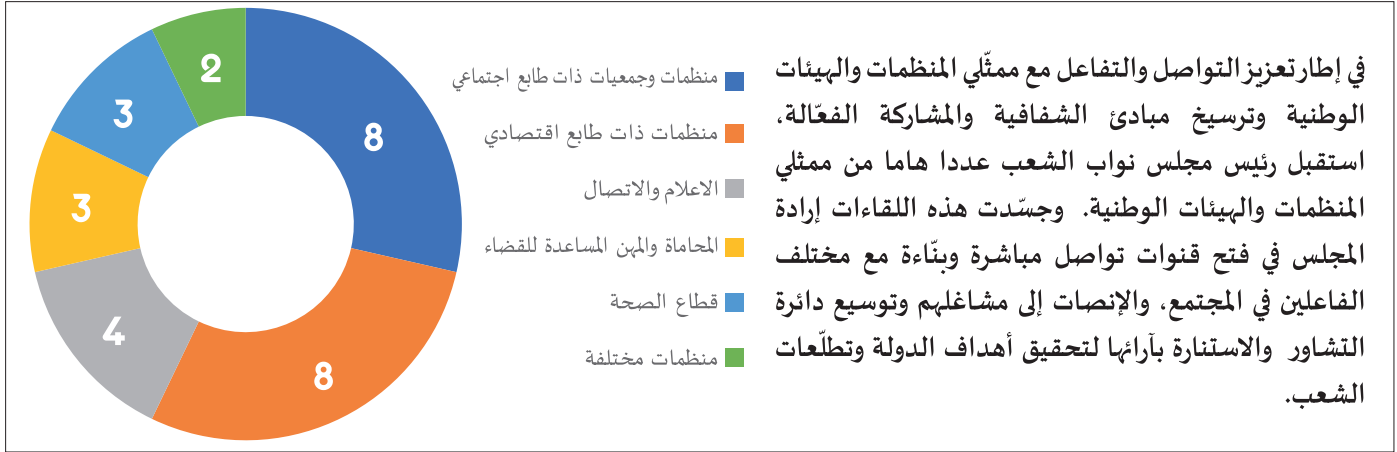 في إطار تعزيز التواصل والتفاعل مع ممثّلي المنظمات والهيئات
الوطنية وترسيخ مبادئ الشفافية والمشاركة الفعّالة،
استقبل رئيس مجلس نواب الشعب عددا هاما من ممثلي
المنظمات والهيئات الوطنية. وجسّدت هذه اللقاءات إرادة
المجلس في فتح قنوات تواصل مباشرة وبنّاءة مع مختلف
الفاعلين في المجتمع، والإنصات إلى مشاغلهم وتوسيع دائرة
التشاور والاستنارة بآرائها لتحقيق أهداف الدولة وتطلّعات
الشعب.
منظمات وجمعيات ذات طابع اجتماعي
منظمات ذات طابع اقتصادي
الاعلام والاتصال
المحاماة والمهن المساعدة للقضاء
قطاع الصحة
منظمات مختلفة
8
8
4
3
3
2